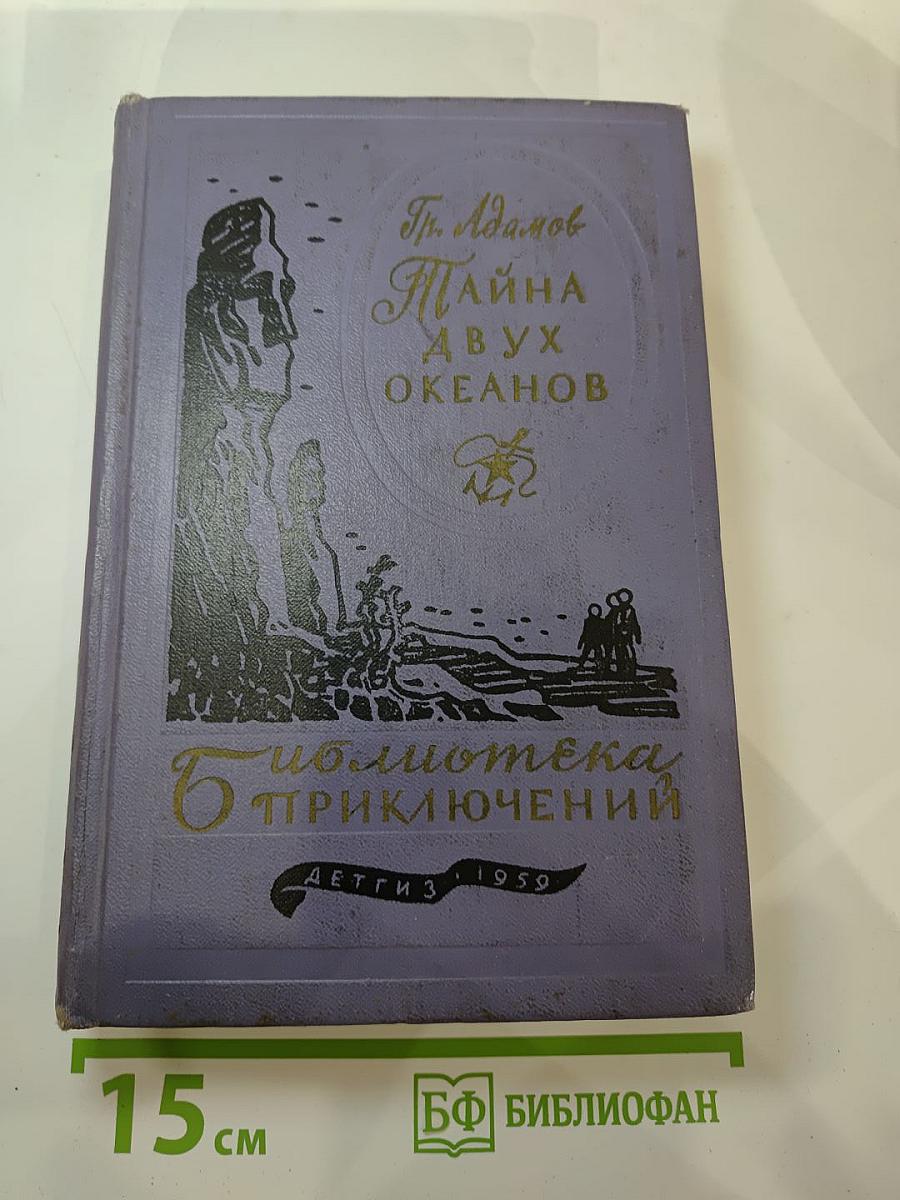 Гр. Адамов
ТАЙНА
ДВУХ
ОКЕАНОВ
Библиотека
ПРИКЛЮЧЕНИЙ
ДЕТГИЗ · 1959
15 см
БФ БИБЛИОФАН